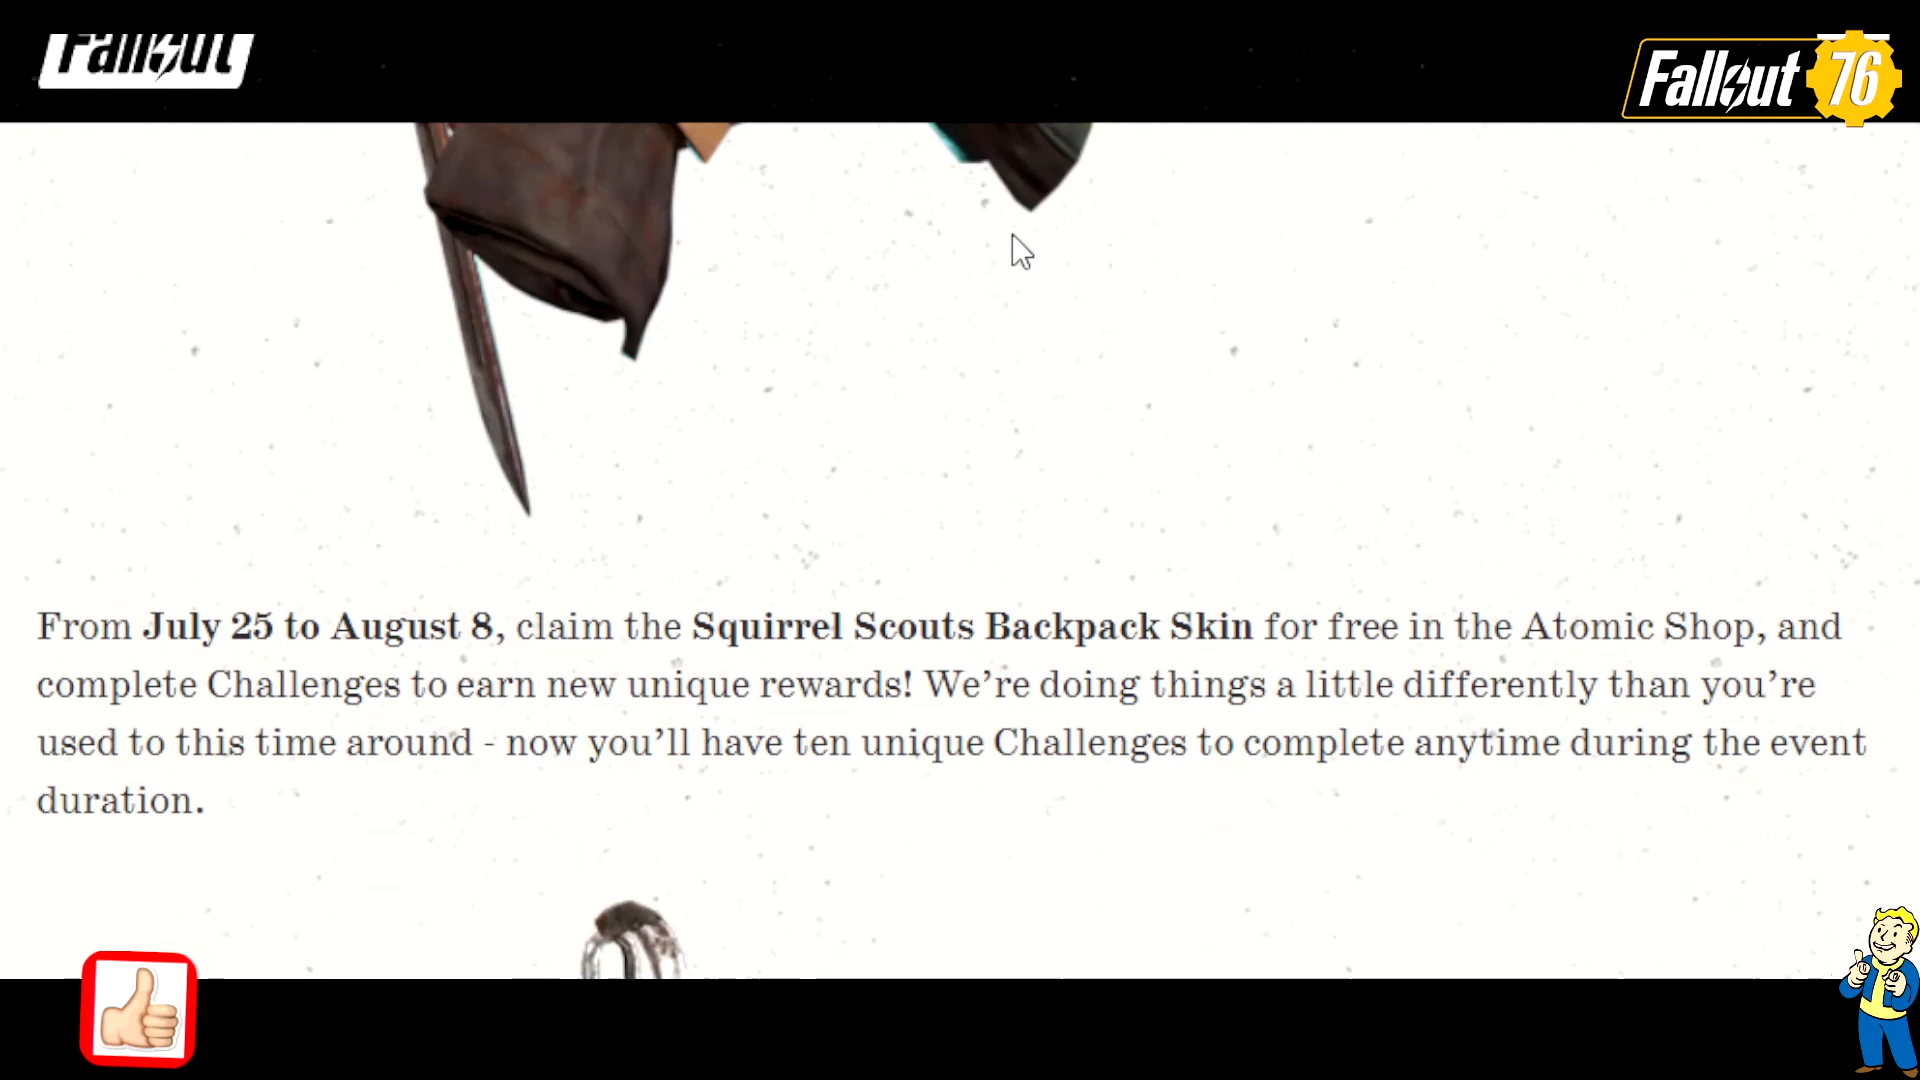 Fallout
Fallout 76
From July 25 to August 8, claim the Squirrel Scouts Backpack Skin for free in the Atomic Shop, and
complete Challenges to earn new unique rewards! We’re doing things a little differently than you’re
used to this time around - now you’ll have ten unique Challenges to complete anytime during the event
duration.